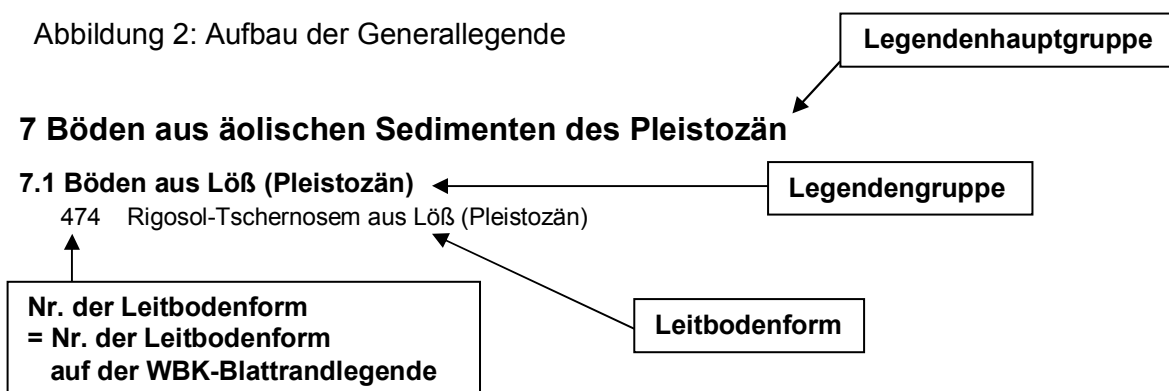 Abbildung 2: Aufbau der Generallegende
Legendenhauptgruppe
7 Böden aus äolischen Sedimenten des Pleistozän
7.1 Böden aus Löß (Pleistozän)
Legendengruppe
474 Rigosol-Tschernosem aus Löß (Pleistozän)
Nr. der Leitbodenform
= Nr. der Leitbodenform
auf der WBK-Blattrandlegende
Leitbodenform